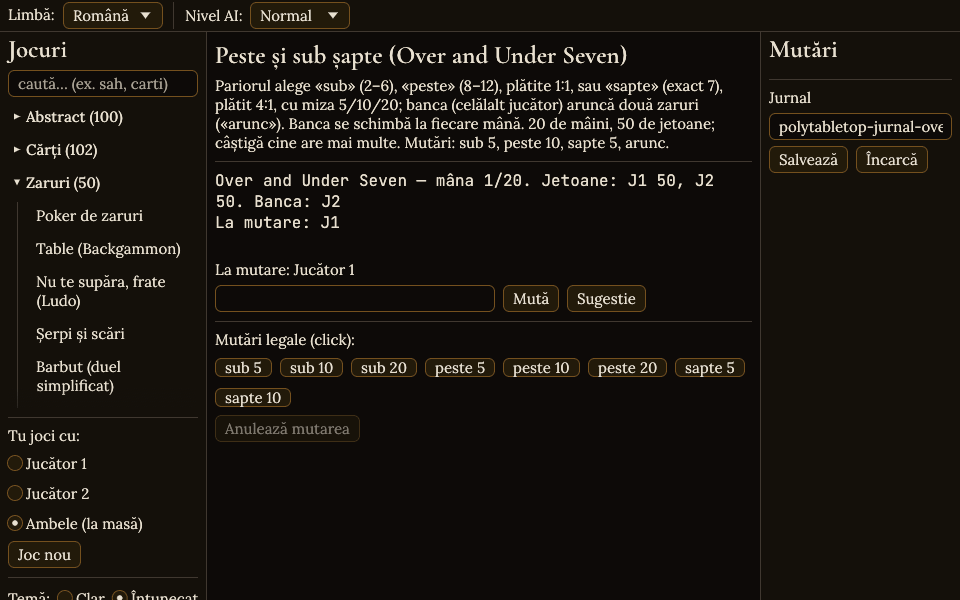 Limbă: Română ▼ Nivel AI: Normal ▼
Jocuri
caută... (ex. sah, carti)
▸ Abstract (100)
▸ Cărți (102)
▾ Zaruri (50)
Poker de zaruri
Table (Backgammon)
Nu te supăra, frate
(Ludo)
Șerpi și scări
Barbut (duel
simplificat)
Tu joci cu:
Jucător 1
Jucător 2
Ambele (la masă)
Joc nou
Temă: Clar Întunecat
Peste și sub șapte (Over and Under Seven)
Pariorul alege «sub» (2–6), «peste» (8–12), plătite 1:1, sau «sapte» (exact 7),
plătit 4:1, cu miza 5/10/20; banca (celălalt jucător) aruncă două zaruri
(«arunc»). Banca se schimbă la fiecare mână. 20 de mâini, 50 de jetoane;
câștigă cine are mai multe. Mutări: sub 5, peste 10, sapte 5, arunc.
Over and Under Seven — mâna 1/20. Jetoane: J1 50, J2
50. Banca: J2
La mutare: J1
La mutare: Jucător 1
Mută Sugestie
Mutări legale (click):
sub 5 sub 10 sub 20 peste 5 peste 10 peste 20 sapte 5
sapte 10
Anulează mutarea
Mutări
Jurnal
polytabletop-jurnal-ove
Salvează Încarcă